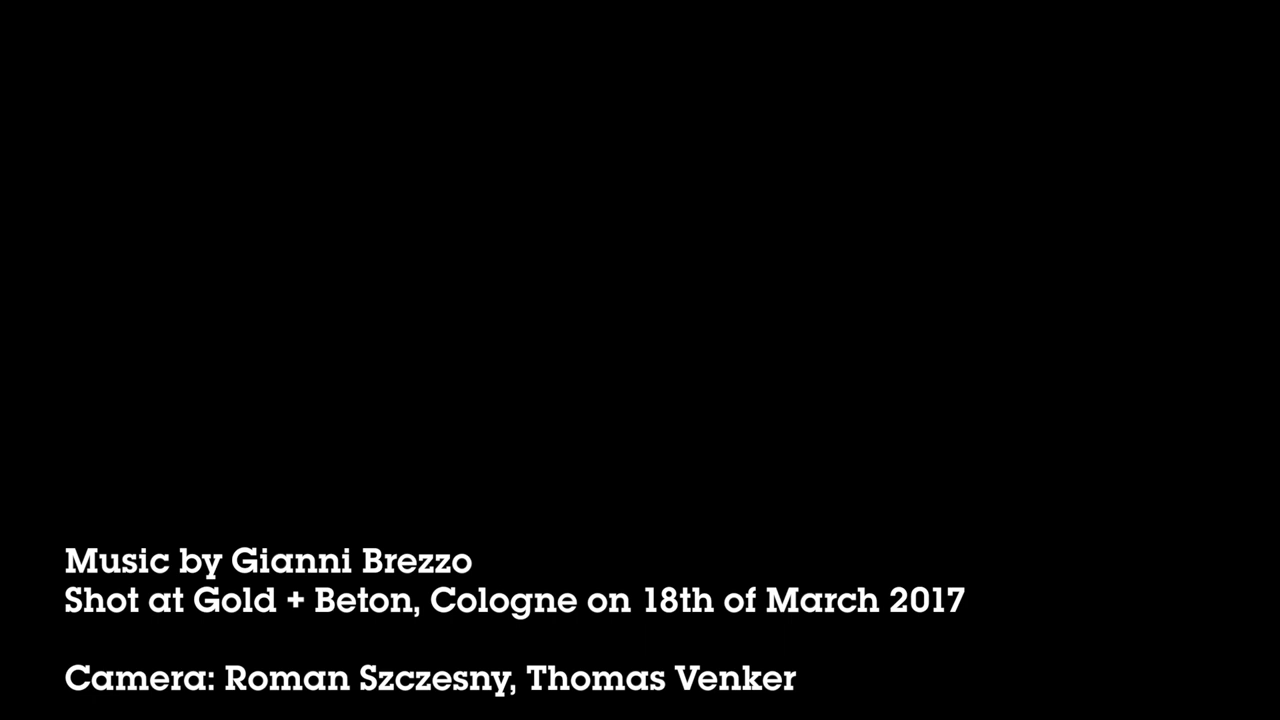 Music by Gianni Brezzo
Shot at Gold + Beton, Cologne on 18th of March 2017
Camera: Roman Szczesny, Thomas Venker